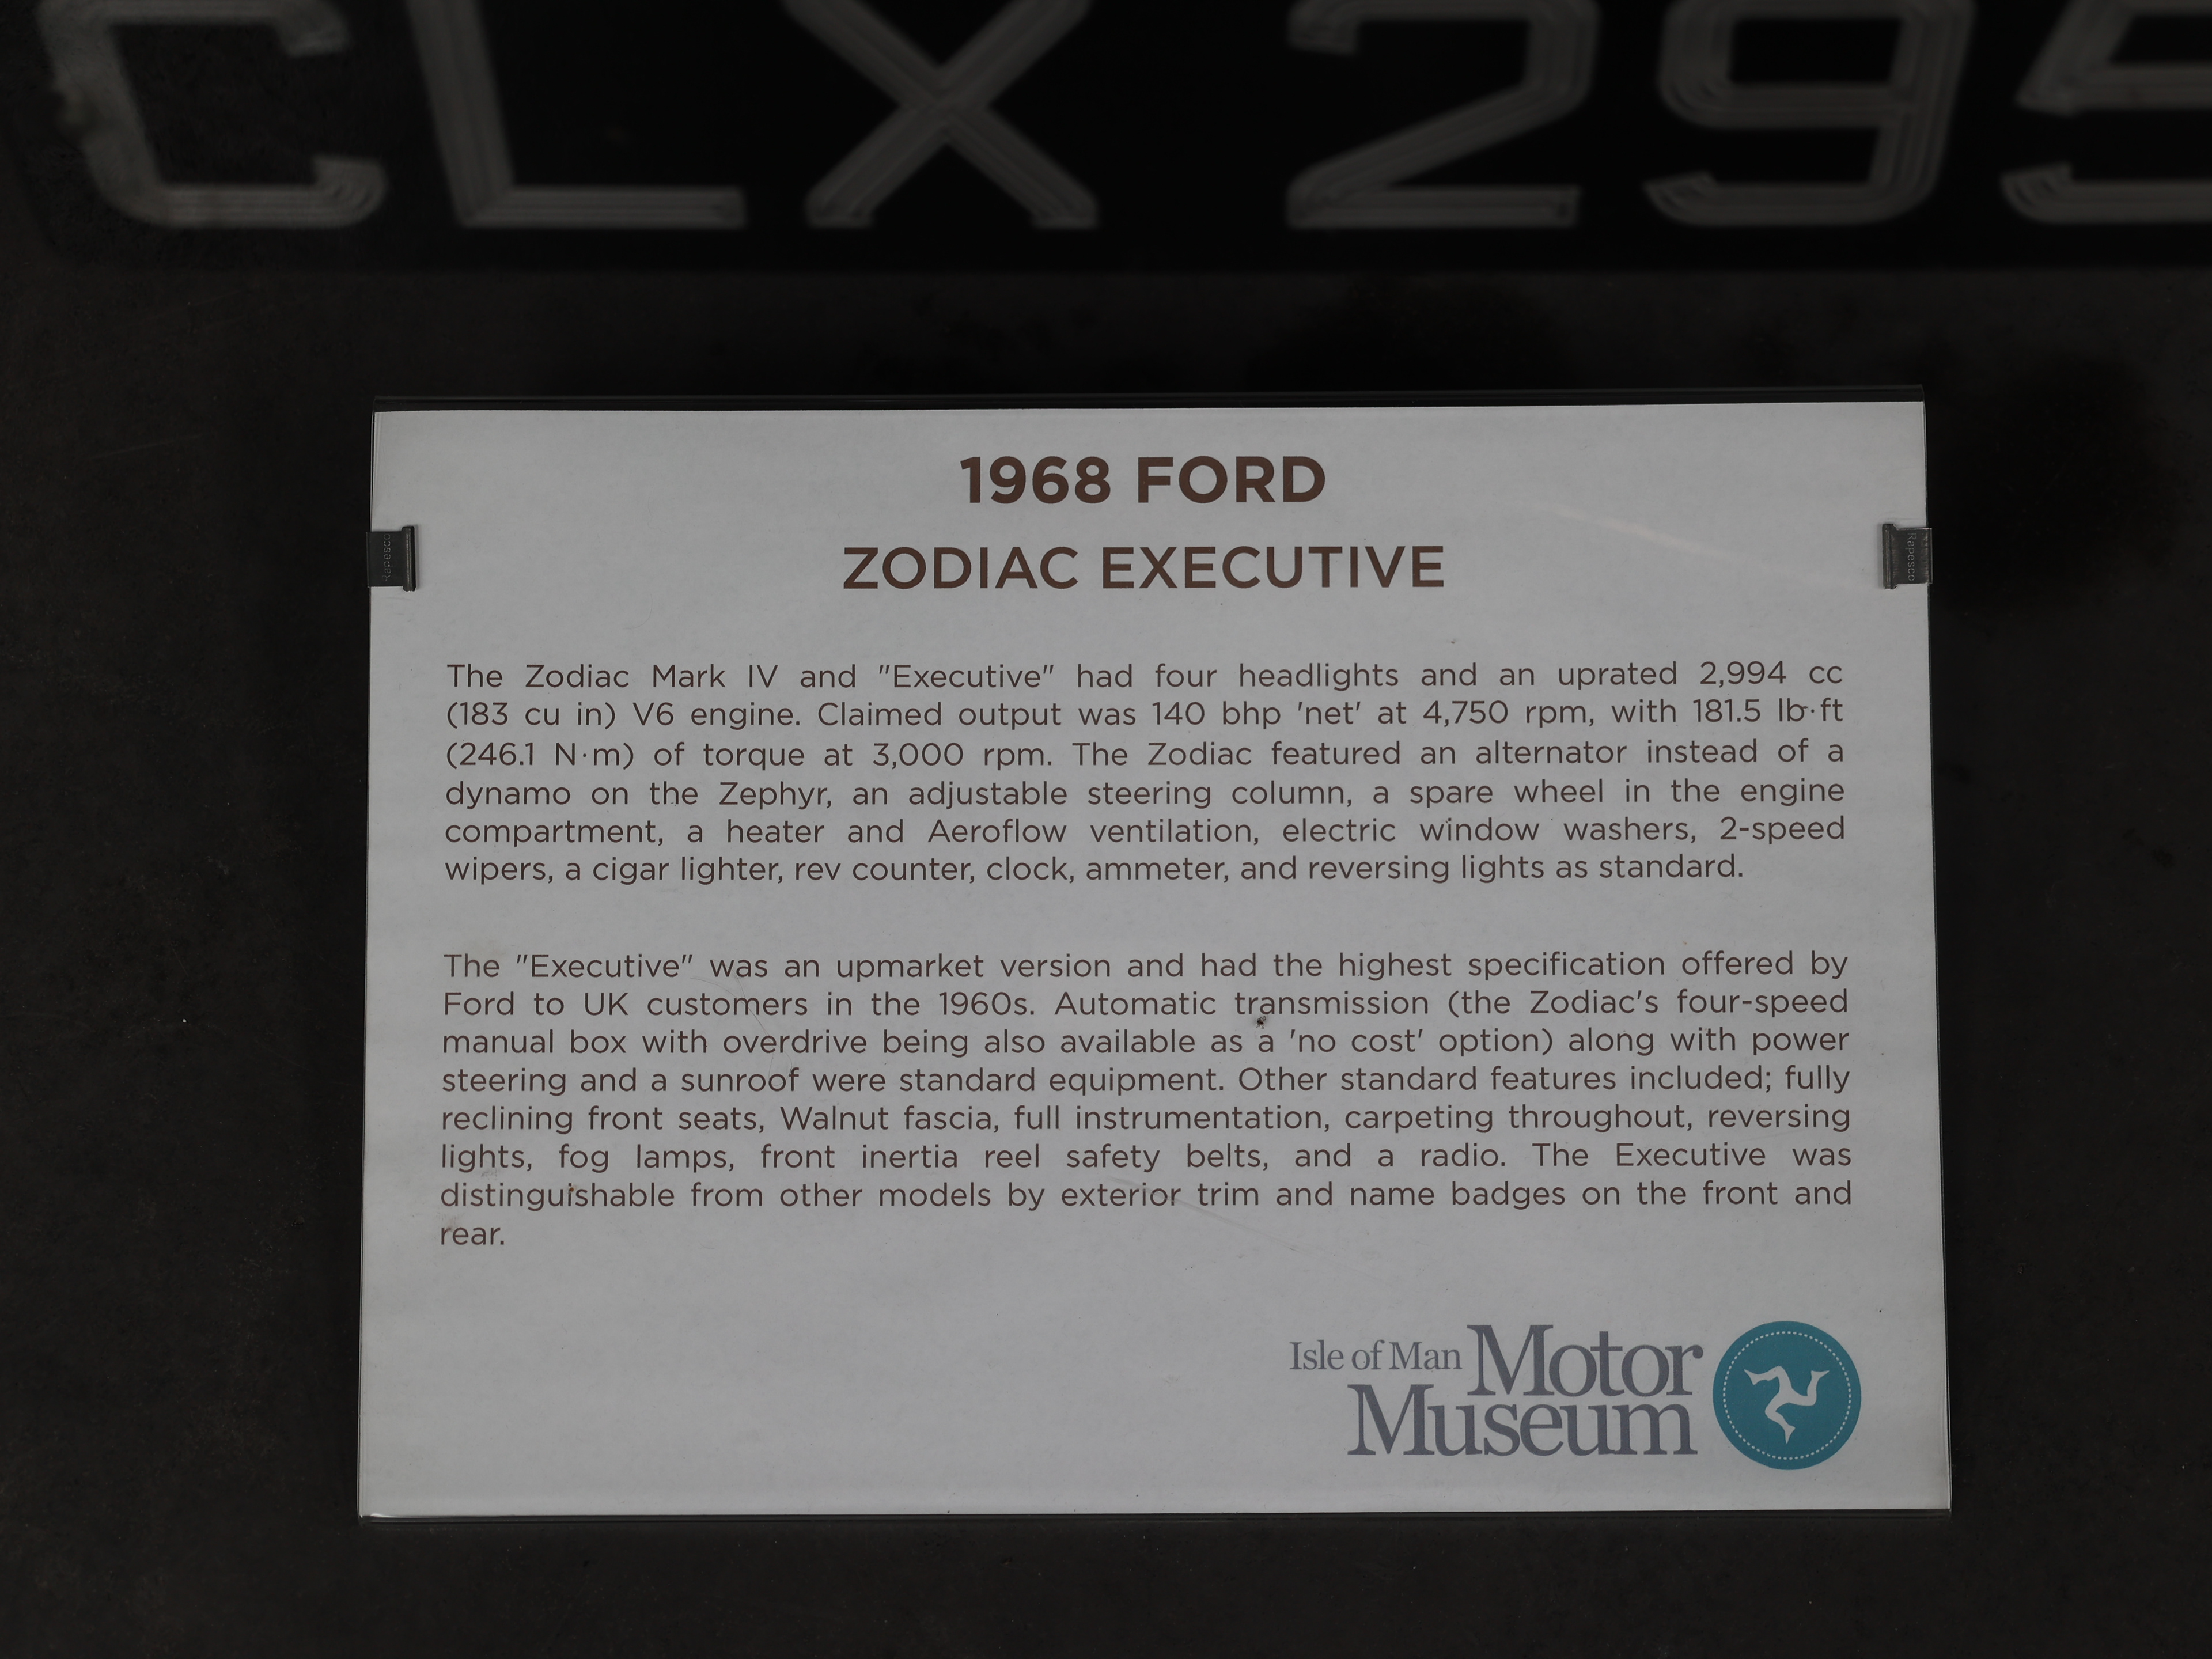 CLX 295
1968 FORD
ZODIAC EXECUTIVE
Rapesco
Rapesco
The Zodiac Mark IV and "Executive" had four headlights and an uprated 2,994 cc
(183 cu in) V6 engine. Claimed output was 140 bhp 'net' at 4,750 rpm, with 181.5 lb·ft
(246.1 N·m) of torque at 3,000 rpm. The Zodiac featured an alternator instead of a
dynamo on the Zephyr, an adjustable steering column, a spare wheel in the engine
compartment, a heater and Aeroflow ventilation, electric window washers, 2-speed
wipers, a cigar lighter, rev counter, clock, ammeter, and reversing lights as standard.
The "Executive" was an upmarket version and had the highest specification offered by
Ford to UK customers in the 1960s. Automatic transmission (the Zodiac's four-speed
manual box with overdrive being also available as a 'no cost' option) along with power
steering and a sunroof were standard equipment. Other standard features included; fully
reclining front seats, Walnut fascia, full instrumentation, carpeting throughout, reversing
lights, fog lamps, front inertia reel safety belts, and a radio. The Executive was
distinguishable from other models by exterior trim and name badges on the front and
rear.
Isle of Man Motor
Museum